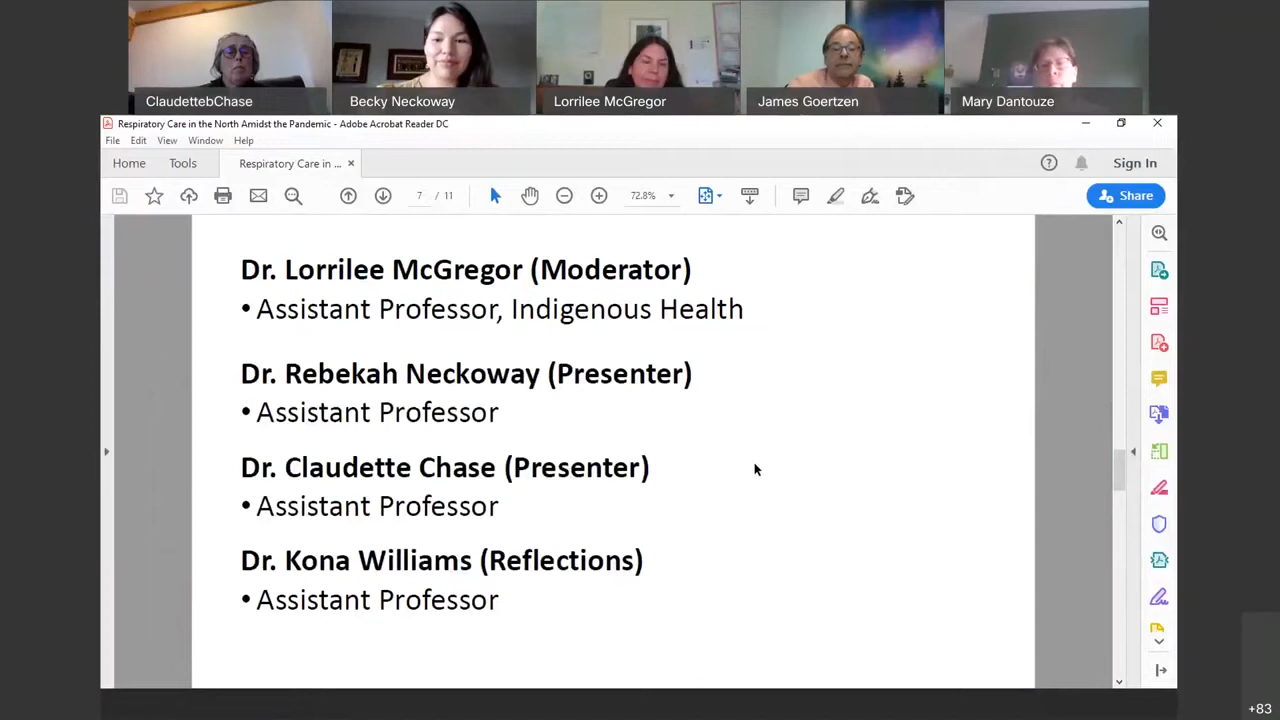 ClaudettebChase
Becky Neckoway
Lorrilee McGregor
James Goertzen
Mary Dantouze
Respiratory Care in the North Amidst the Pandemic - Adobe Acrobat Reader DC
File Edit View Window Help
Home Tools Respiratory Care in ... Sign In
7 / 11 72.8% Share
Dr. Lorrilee McGregor (Moderator)
• Assistant Professor, Indigenous Health
Dr. Rebekah Neckoway (Presenter)
• Assistant Professor
Dr. Claudette Chase (Presenter)
• Assistant Professor
Dr. Kona Williams (Reflections)
• Assistant Professor
+83